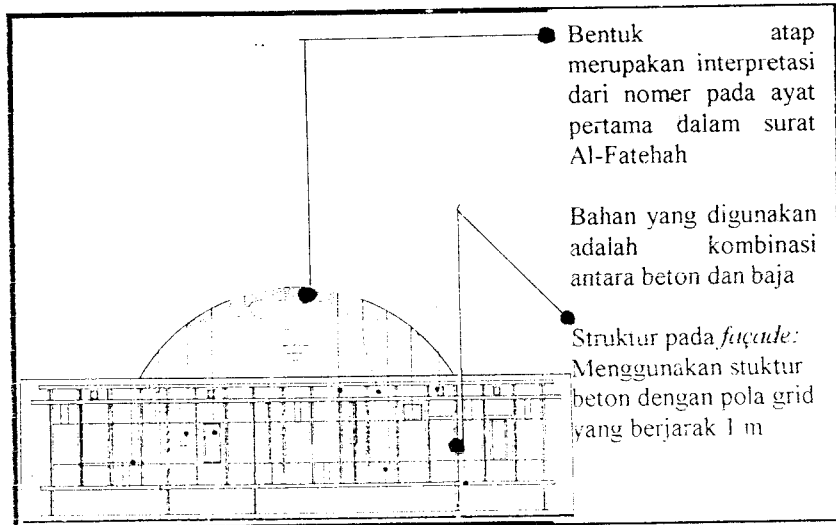 Bentuk atap
merupakan interpretasi
dari nomer pada ayat
pertama dalam surat
Al-Fatehah
Bahan yang digunakan
adalah kombinasi
antara beton dan baja
Struktur pada façade:
Menggunakan stuktur
beton dengan pola grid
yang berjarak 1 m